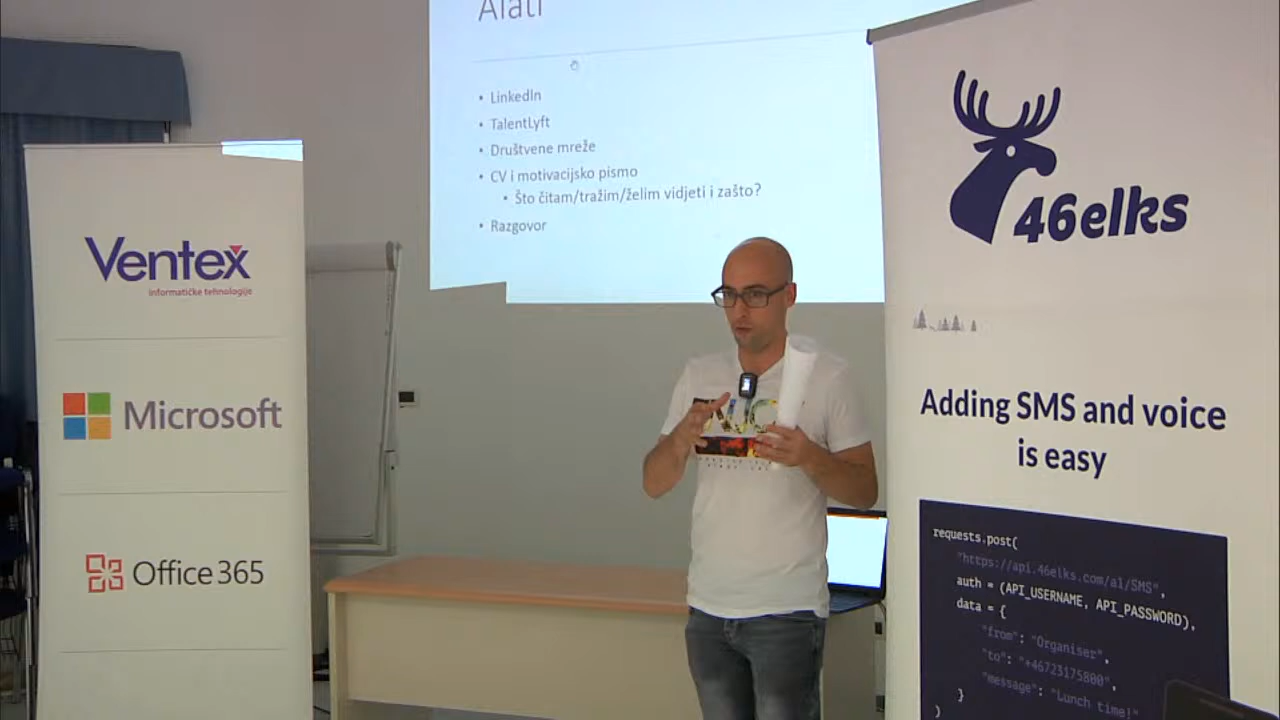 Alati
• LinkedIn
• TalentLyft
• Društvene mreže
• CV i motivacijsko pismo
• Što čitam/tražim/želim vidjeti i zašto?
• Razgovor
Ventex
informatičke tehnologije
Microsoft
Office 365
46elks
Adding SMS and voice
is easy
requests.post(
"https://api.46elks.com/a1/SMS",
auth = (API_USERNAME, API_PASSWORD),
data = {
"from": "Organiser",
"to": "+46723175800",
"message": "Lunch time!"
}
)